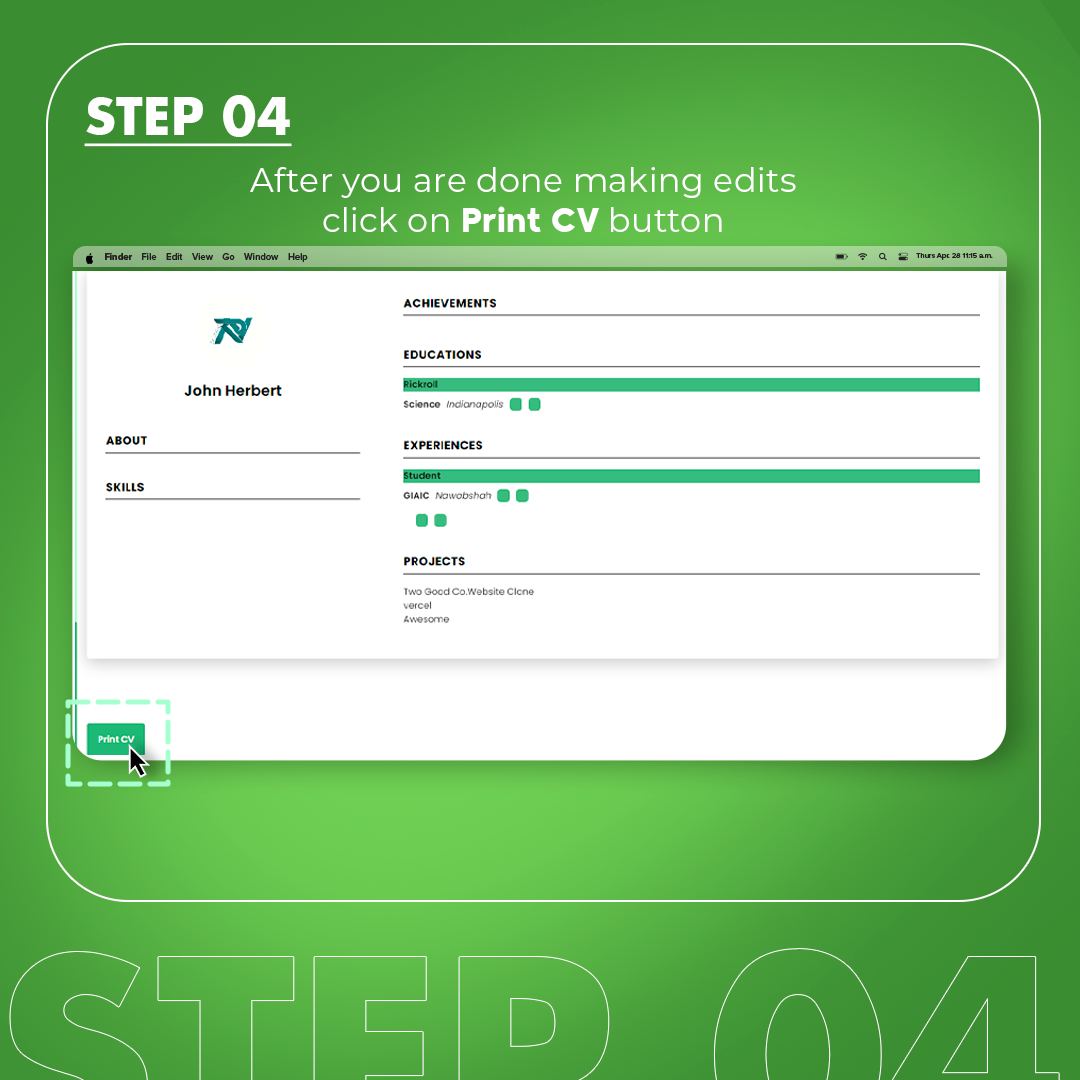 STEP 04
After you are done making edits
click on Print CV button
Finder File Edit View Go Window Help
Thurs Apr 28 11:15 a.m.
John Herbert
ABOUT
SKILLS
ACHIEVEMENTS
EDUCATIONS
Rickroll
Science Indianapolis
EXPERIENCES
Student
GIAIC Nawabshah
PROJECTS
Two Good Co.Website Clone
vercel
Awesome
Print CV
STEP 04